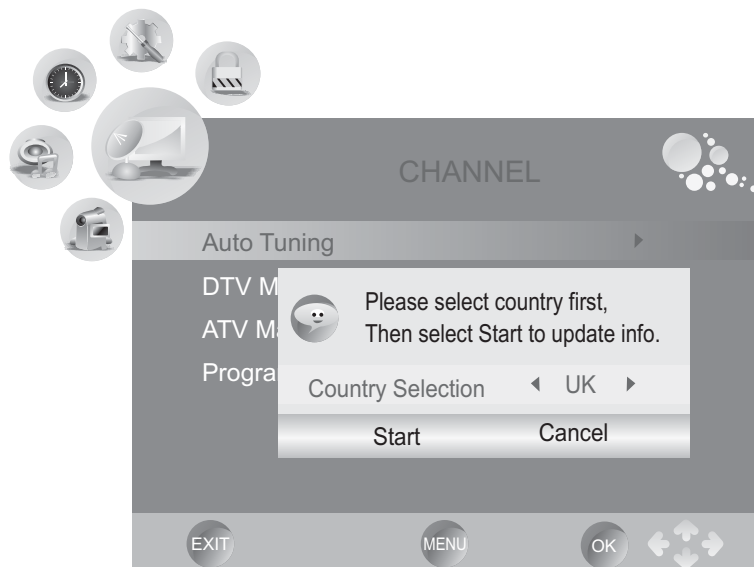 CHANNEL
Auto Tuning
DTV M
ATV Ma
Progra
Please select country first,
Then select Start to update info.
Country Selection UK
Start Cancel
EXIT MENU OK